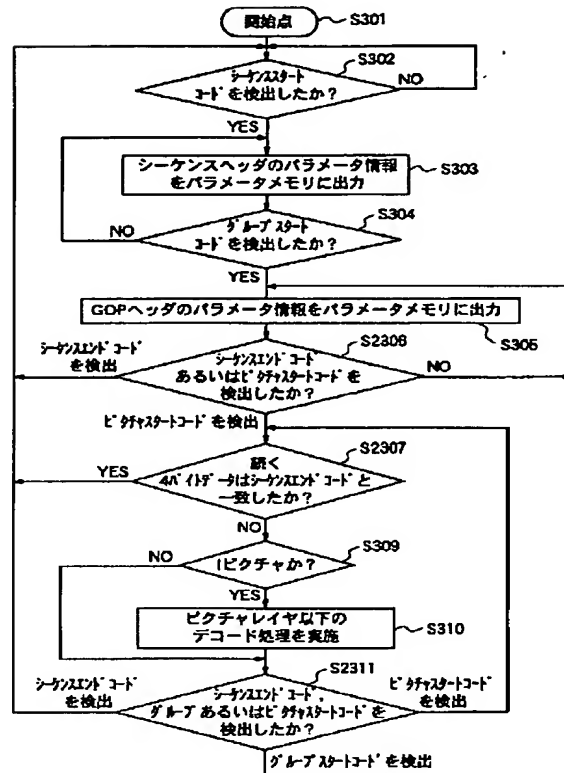 開始点
S301
S302
シーケンススタート
コードを検出したか？
NO
YES
シーケンスヘッダのパラメータ情報
をパラメータメモリに出力
S303
S304
グループスタート
コードを検出したか？
NO
YES
GOPヘッダのパラメータ情報をパラメータメモリに出力
S305
S2306
シーケンスエンドコード
を検出
シーケンスエンドコード
あるいはピクチャスタートコードを
検出したか？
NO
ピクチャスタートコードを検出
S2307
YES
続く
4バイトデータはシーケンスエンドコードと
一致したか？
NO
S309
NO
Iピクチャか？
YES
ピクチャレイヤ以下の
デコード処理を実施
S310
S2311
シーケンスエンドコード
を検出
シーケンスエンドコード,
グループあるいはピクチャスタートコードを
検出したか？
ピクチャスタートコード
を検出
グループスタートコードを検出